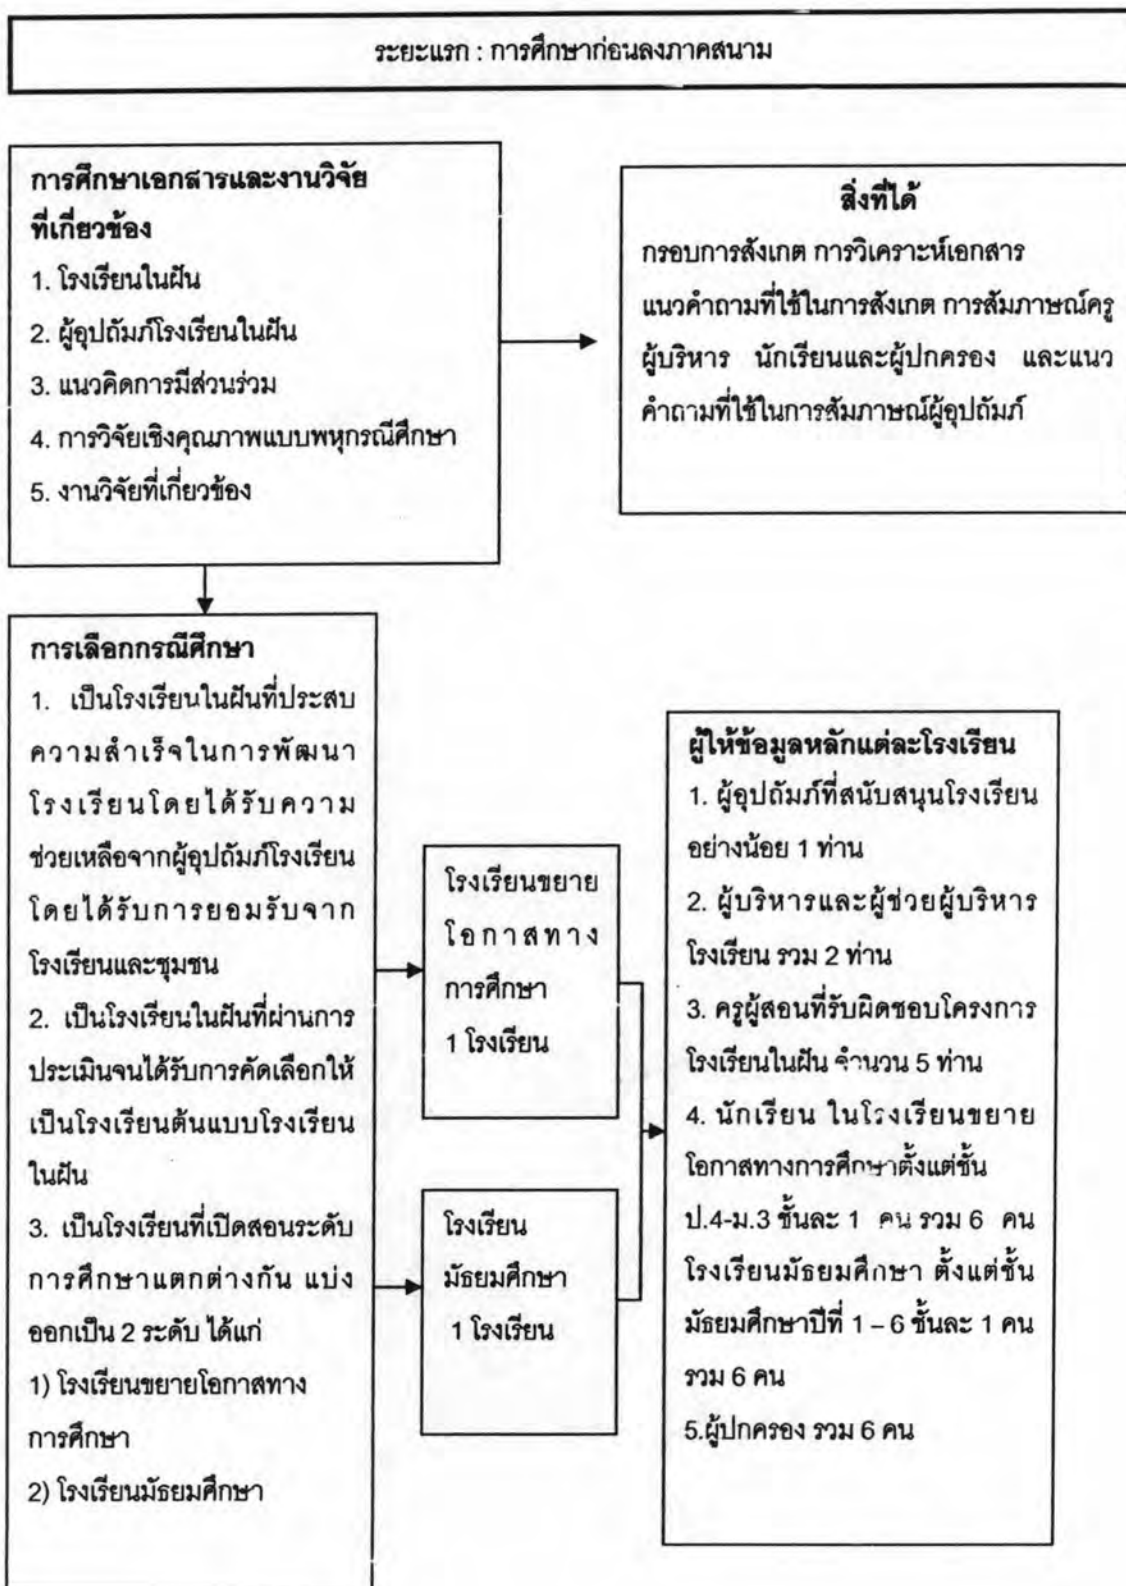 ระยะแรก : การศึกษาก่อนลงภาคสนาม
การศึกษาเอกสารและงานวิจัย
ที่เกี่ยวข้อง
1. โรงเรียนในฝัน
2. ผู้อุปถัมภ์โรงเรียนในฝัน
3. แนวคิดการมีส่วนร่วม
4. การวิจัยเชิงคุณภาพแบบพหุกรณีศึกษา
5. งานวิจัยที่เกี่ยวข้อง
สิ่งที่ได้
กรอบการสังเกต การวิเคราะห์เอกสาร
แนวคำถามที่ใช้ในการสังเกต การสัมภาษณ์ครู
ผู้บริหาร นักเรียนและผู้ปกครอง และแนว
คำถามที่ใช้ในการสัมภาษณ์ผู้อุปถัมภ์
การเลือกกรณีศึกษา
1. เป็นโรงเรียนในฝันที่ประสบ
ความสำเร็จในการพัฒนา
โรงเรียนโดยได้รับความ
ช่วยเหลือจากผู้อุปถัมภ์โรงเรียน
โดยได้รับการยอมรับจาก
โรงเรียนและชุมชน
2. เป็นโรงเรียนในฝันที่ผ่านการ
ประเมินจนได้รับการคัดเลือกให้
เป็นโรงเรียนต้นแบบโรงเรียน
ในฝัน
3. เป็นโรงเรียนที่เปิดสอนระดับ
การศึกษาแตกต่างกัน แบ่ง
ออกเป็น 2 ระดับ ได้แก่
1) โรงเรียนขยายโอกาสทาง
การศึกษา
2) โรงเรียนมัธยมศึกษา
โรงเรียนขยาย
โอกาสทาง
การศึกษา
1 โรงเรียน
โรงเรียน
มัธยมศึกษา
1 โรงเรียน
ผู้ให้ข้อมูลหลักแต่ละโรงเรียน
1. ผู้อุปถัมภ์ที่สนับสนุนโรงเรียน
อย่างน้อย 1 ท่าน
2. ผู้บริหารและผู้ช่วยผู้บริหาร
โรงเรียน รวม 2 ท่าน
3. ครูผู้สอนที่รับผิดชอบโครงการ
โรงเรียนในฝัน จำนวน 5 ท่าน
4. นักเรียน ในโรงเรียนขยาย
โอกาสทางการศึกษาตั้งแต่ชั้น
ป.4-ม.3 ชั้นละ 1 คน รวม 6 คน
โรงเรียนมัธยมศึกษา ตั้งแต่ชั้น
มัธยมศึกษาปีที่ 1 – 6 ชั้นละ 1 คน
รวม 6 คน
5.ผู้ปกครอง รวม 6 คน